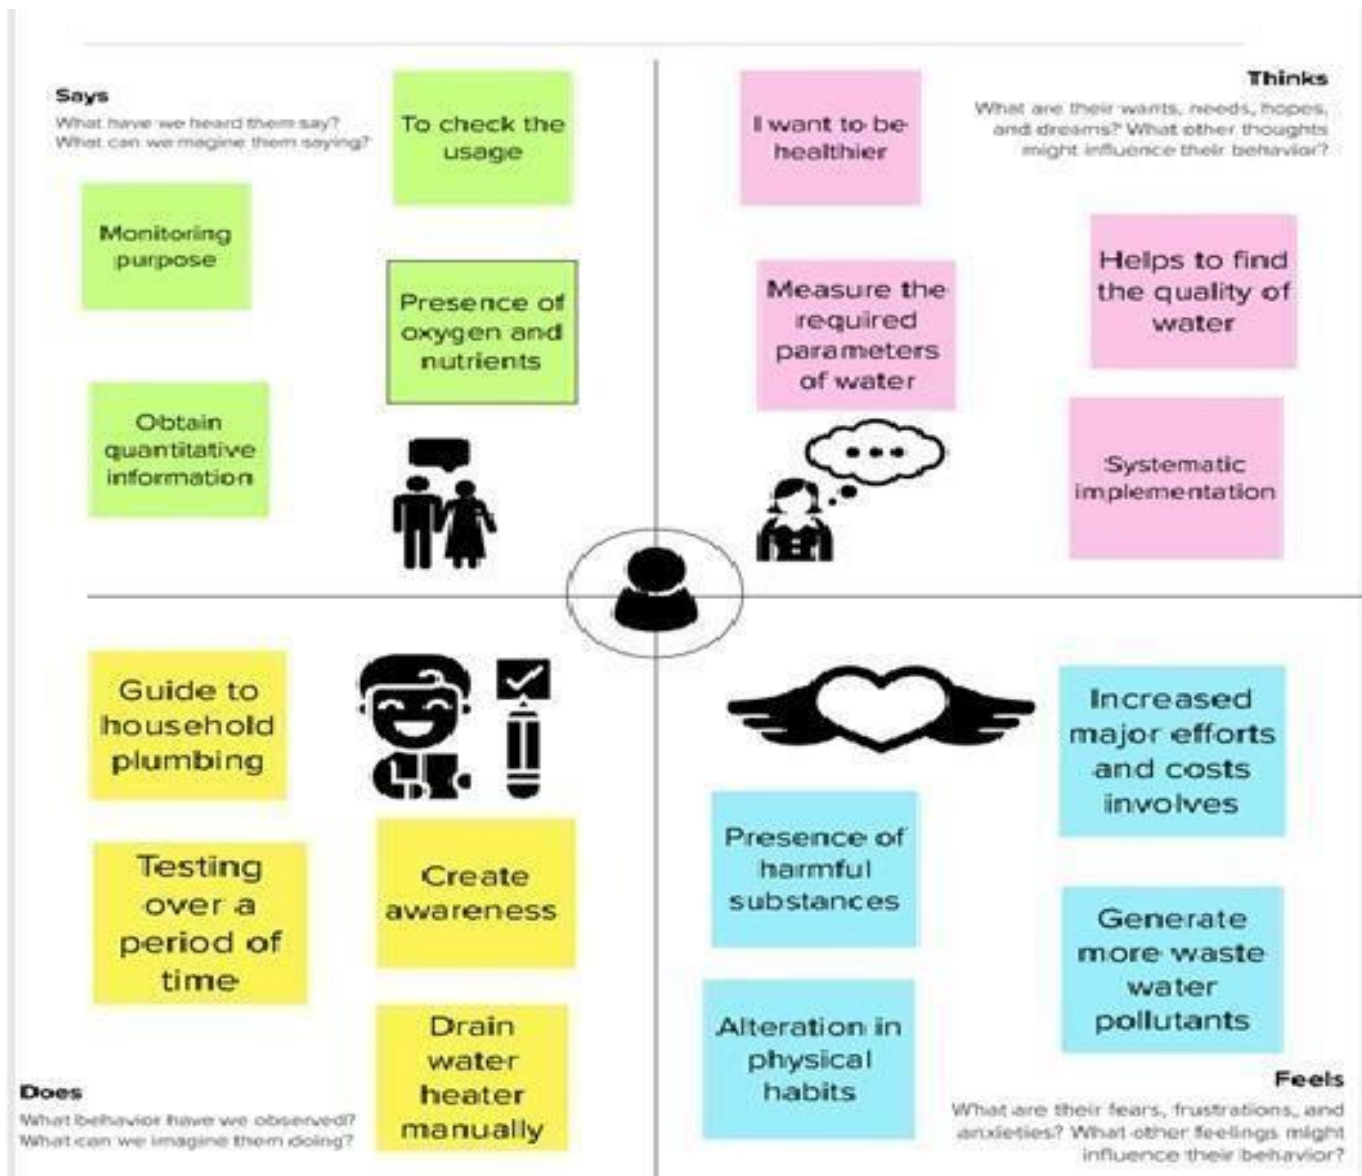 Says
What have we heard them say?
What can we magine them saying?
To check the
usage
Monitoring
purpose
Presence of
oxygen and
nutrients
Obtain
quantitative
information
Thinks
What are their wants, needs, hopes,
and dreams? What other thoughts
might influence their behavior?
I want to be
healthier
Helps to find
the quality of
water
Measure the
required
parameters
of water
Systematic
implementation
Guide to
household
plumbing
Testing
over a
period of
time
Create
awareness
Drain
water
heater
manually
Does
What behavior have we observed?
What can we imagine them doing?
Increased
major efforts
and costs
involves
Presence of
harmful
substances
Generate
more waste
water
pollutants
Alteration in
physical
habits
Feels
What are their fears, frustrations, and
anxieties? What other feelings might
influence their behavior?